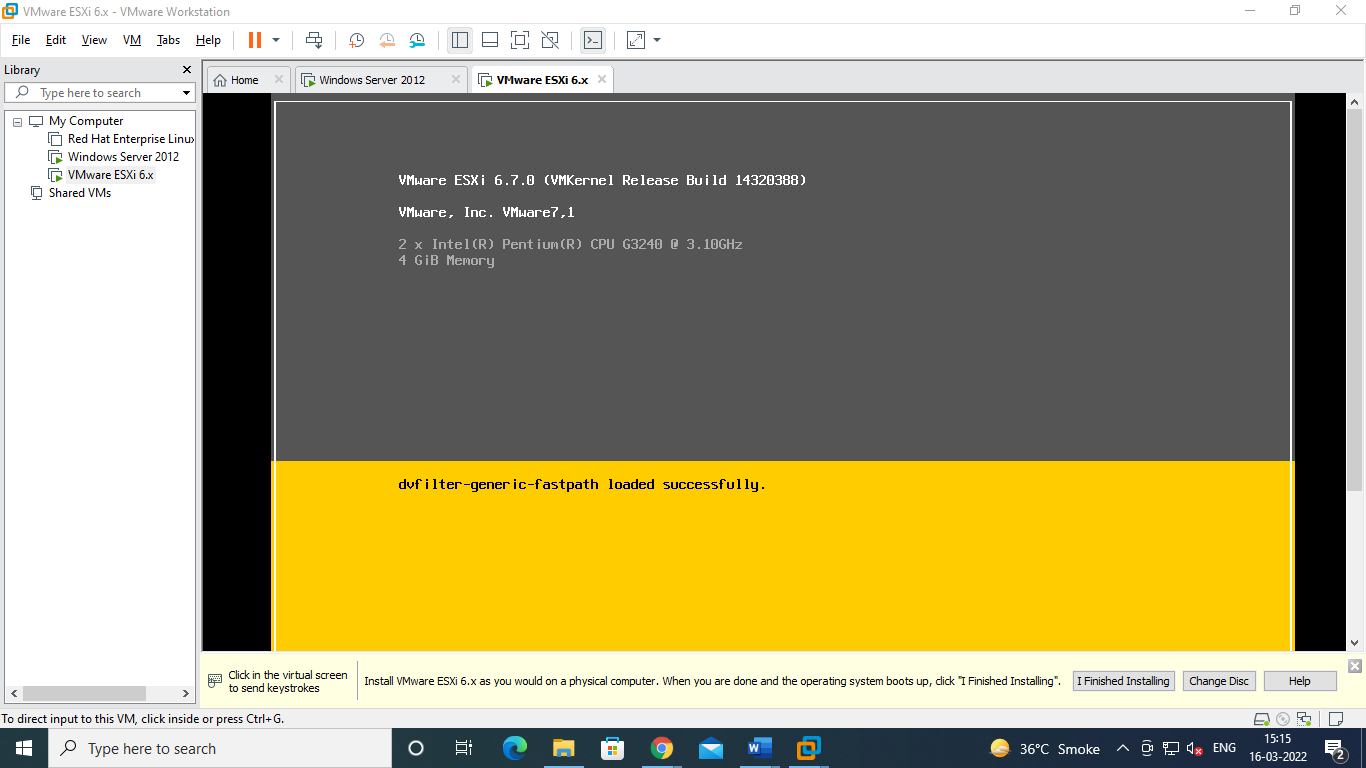 VMware ESXi 6.x - VMware Workstation
File Edit View VM Tabs Help
Library
Type here to search
Home
Windows Server 2012
VMware ESXi 6.x
My Computer
Red Hat Enterprise Linux
Windows Server 2012
VMware ESXi 6.x
Shared VMs
VMware ESXi 6.7.0 (VMKernel Release Build 14320388)
VMware, Inc. VMware7,1
2 x Intel(R) Pentium(R) CPU G3240 @ 3.10GHz
4 GiB Memory
dvfilter-generic-fastpath loaded successfully.
Click in the virtual screen
to send keystrokes
Install VMware ESXi 6.x as you would on a physical computer. When you are done and the operating system boots up, click "I Finished Installing".
I Finished Installing
Change Disc
Help
To direct input to this VM, click inside or press Ctrl+G.
Type here to search
36°C Smoke
ENG
15:15
16-03-2022
2